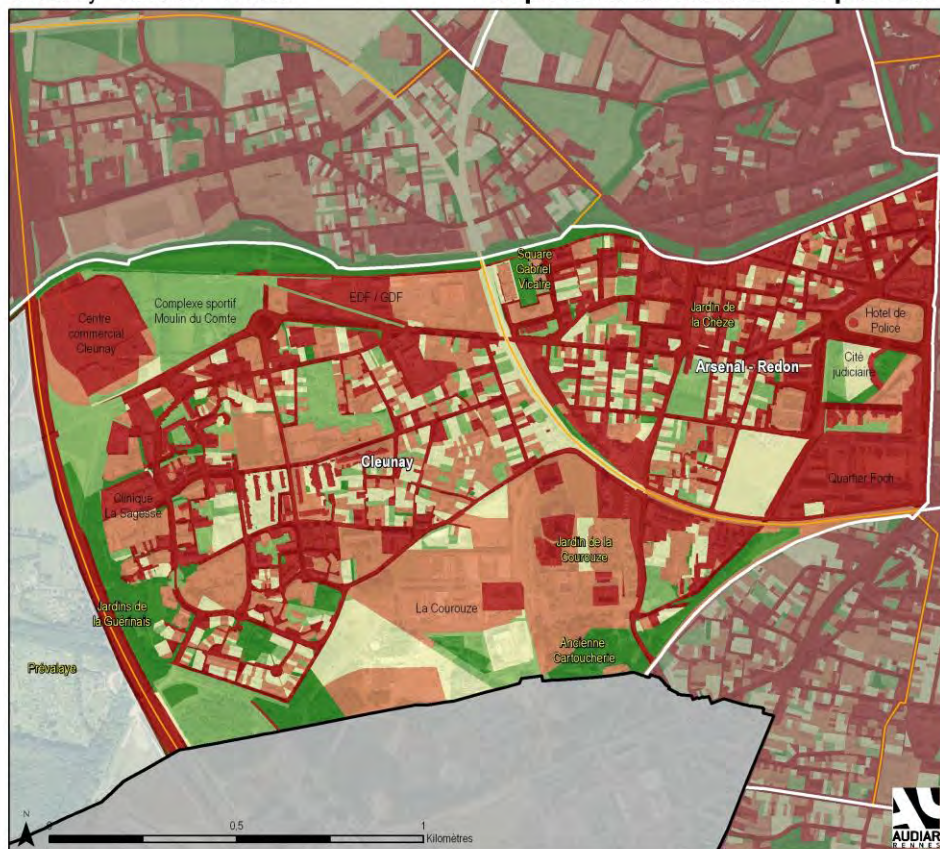 Square
Gabriel
Vicaire
EDF / GDF
Complexe sportif
Moulin du Comte
Centre
commercial
Cleunay
Jardin de
la Chèze
Hôtel de
Police
Arsenal - Redon
Cité
judiciaire
Cleunay
Quartier Foch
Clinique
La Sagesse
Jardin de la
Courouze
La Courouze
Jardins de
la Guerinais
Ancienne
Cartoucherie
Prévalaye
N
0
0,5
1
Kilomètres
AUDIAR
RENNES